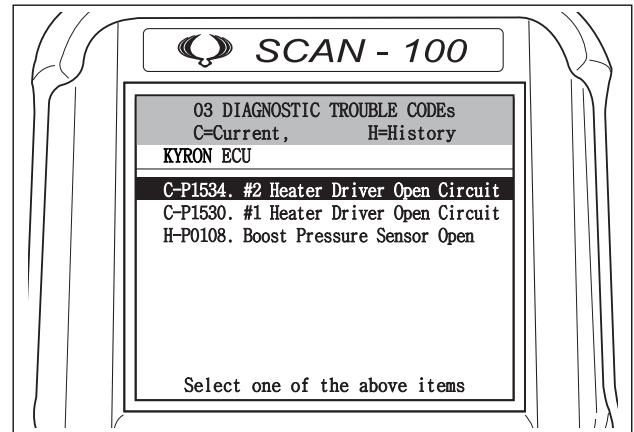 SCAN - 100
03 DIAGNOSTIC TROUBLE CODEs
C=Current, H=History
KYRON ECU
C-P1534. #2 Heater Driver Open Circuit
C-P1530. #1 Heater Driver Open Circuit
H-P0108. Boost Pressure Sensor Open
Select one of the above items